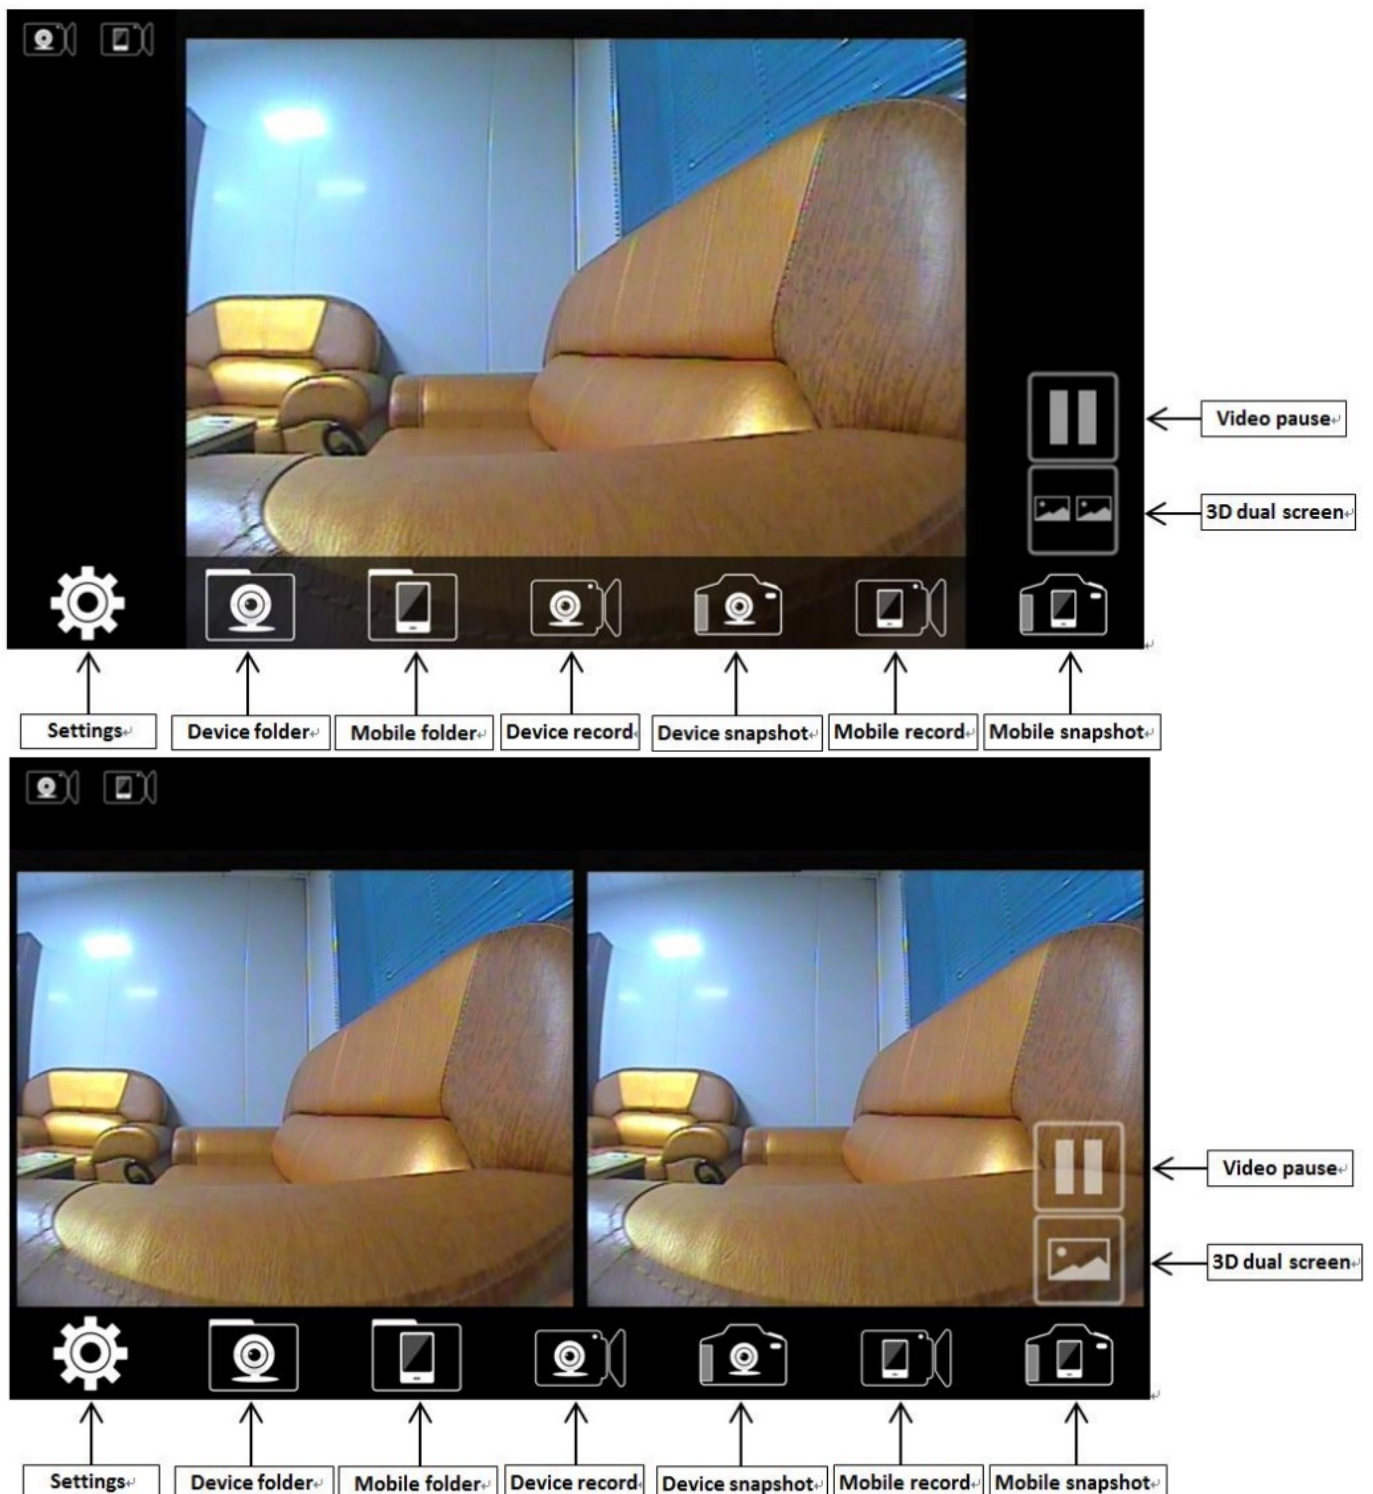 Video pause
3D dual screen
Settings
Device folder
Mobile folder
Device record
Device snapshot
Mobile record
Mobile snapshot
Video pause
3D dual screen
Settings
Device folder
Mobile folder
Device record
Device snapshot
Mobile record
Mobile snapshot